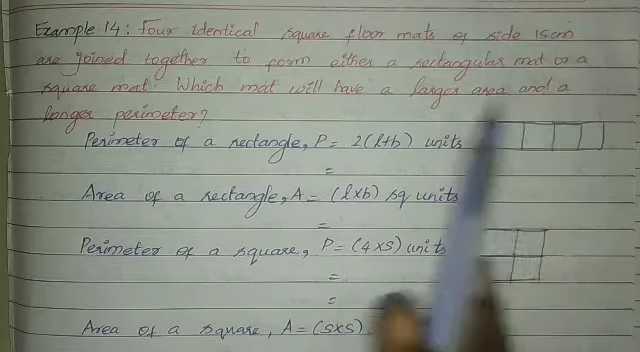 Example 14: Four identical square floor mats of side 15cm
are joined together to form either a rectangular mat or a
square mat. Which mat will have a larger area and a
longer perimeter?
Perimeter of a rectangle, P = 2(l+b) units
=
Area of a rectangle, A = (l×b) sq units
=
Perimeter of a square, P = (4×S) units
=
=
Area of a square, A = (S×S)